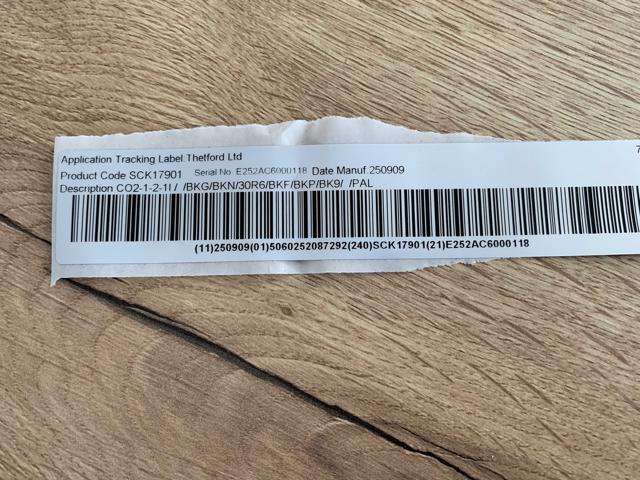 Application Tracking Label Thetford Ltd
7
Product Code SCK17901 Serial No. E252AC6000118 Date Manuf.250909
Description CO2-1-2-1I / /BKG/BKN/30R6/BKF/BKP/BK9/ /PAL
(11)250909(01)5060252087292(240)SCK17901(21)E252AC6000118